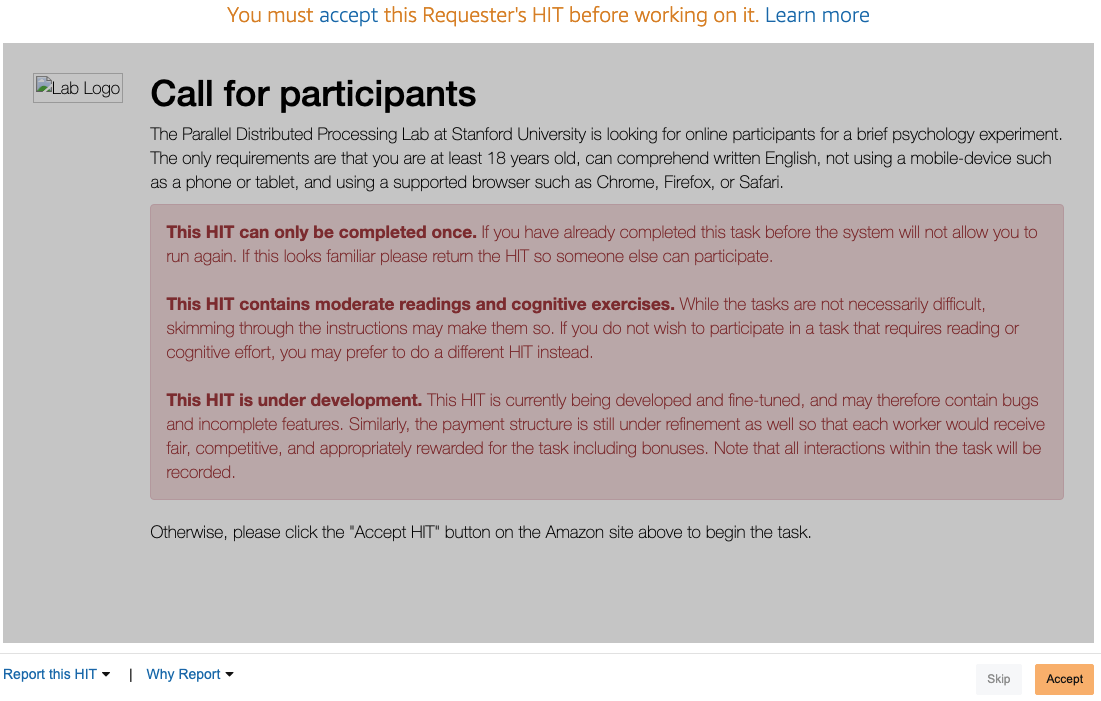 You must accept this Requester's HIT before working on it. Learn more
Lab Logo
Call for participants
The Parallel Distributed Processing Lab at Stanford University is looking for online participants for a brief psychology experiment.
The only requirements are that you are at least 18 years old, can comprehend written English, not using a mobile-device such
as a phone or tablet, and using a supported browser such as Chrome, Firefox, or Safari.
This HIT can only be completed once. If you have already completed this task before the system will not allow you to
run again. If this looks familiar please return the HIT so someone else can participate.
This HIT contains moderate readings and cognitive exercises. While the tasks are not necessarily difficult,
skimming through the instructions may make them so. If you do not wish to participate in a task that requires reading or
cognitive effort, you may prefer to do a different HIT instead.
This HIT is under development. This HIT is currently being developed and fine-tuned, and may therefore contain bugs
and incomplete features. Similarly, the payment structure is still under refinement as well so that each worker would receive
fair, competitive, and appropriately rewarded for the task including bonuses. Note that all interactions within the task will be
recorded.
Otherwise, please click the "Accept HIT" button on the Amazon site above to begin the task.
Report this HIT | Why Report Skip Accept